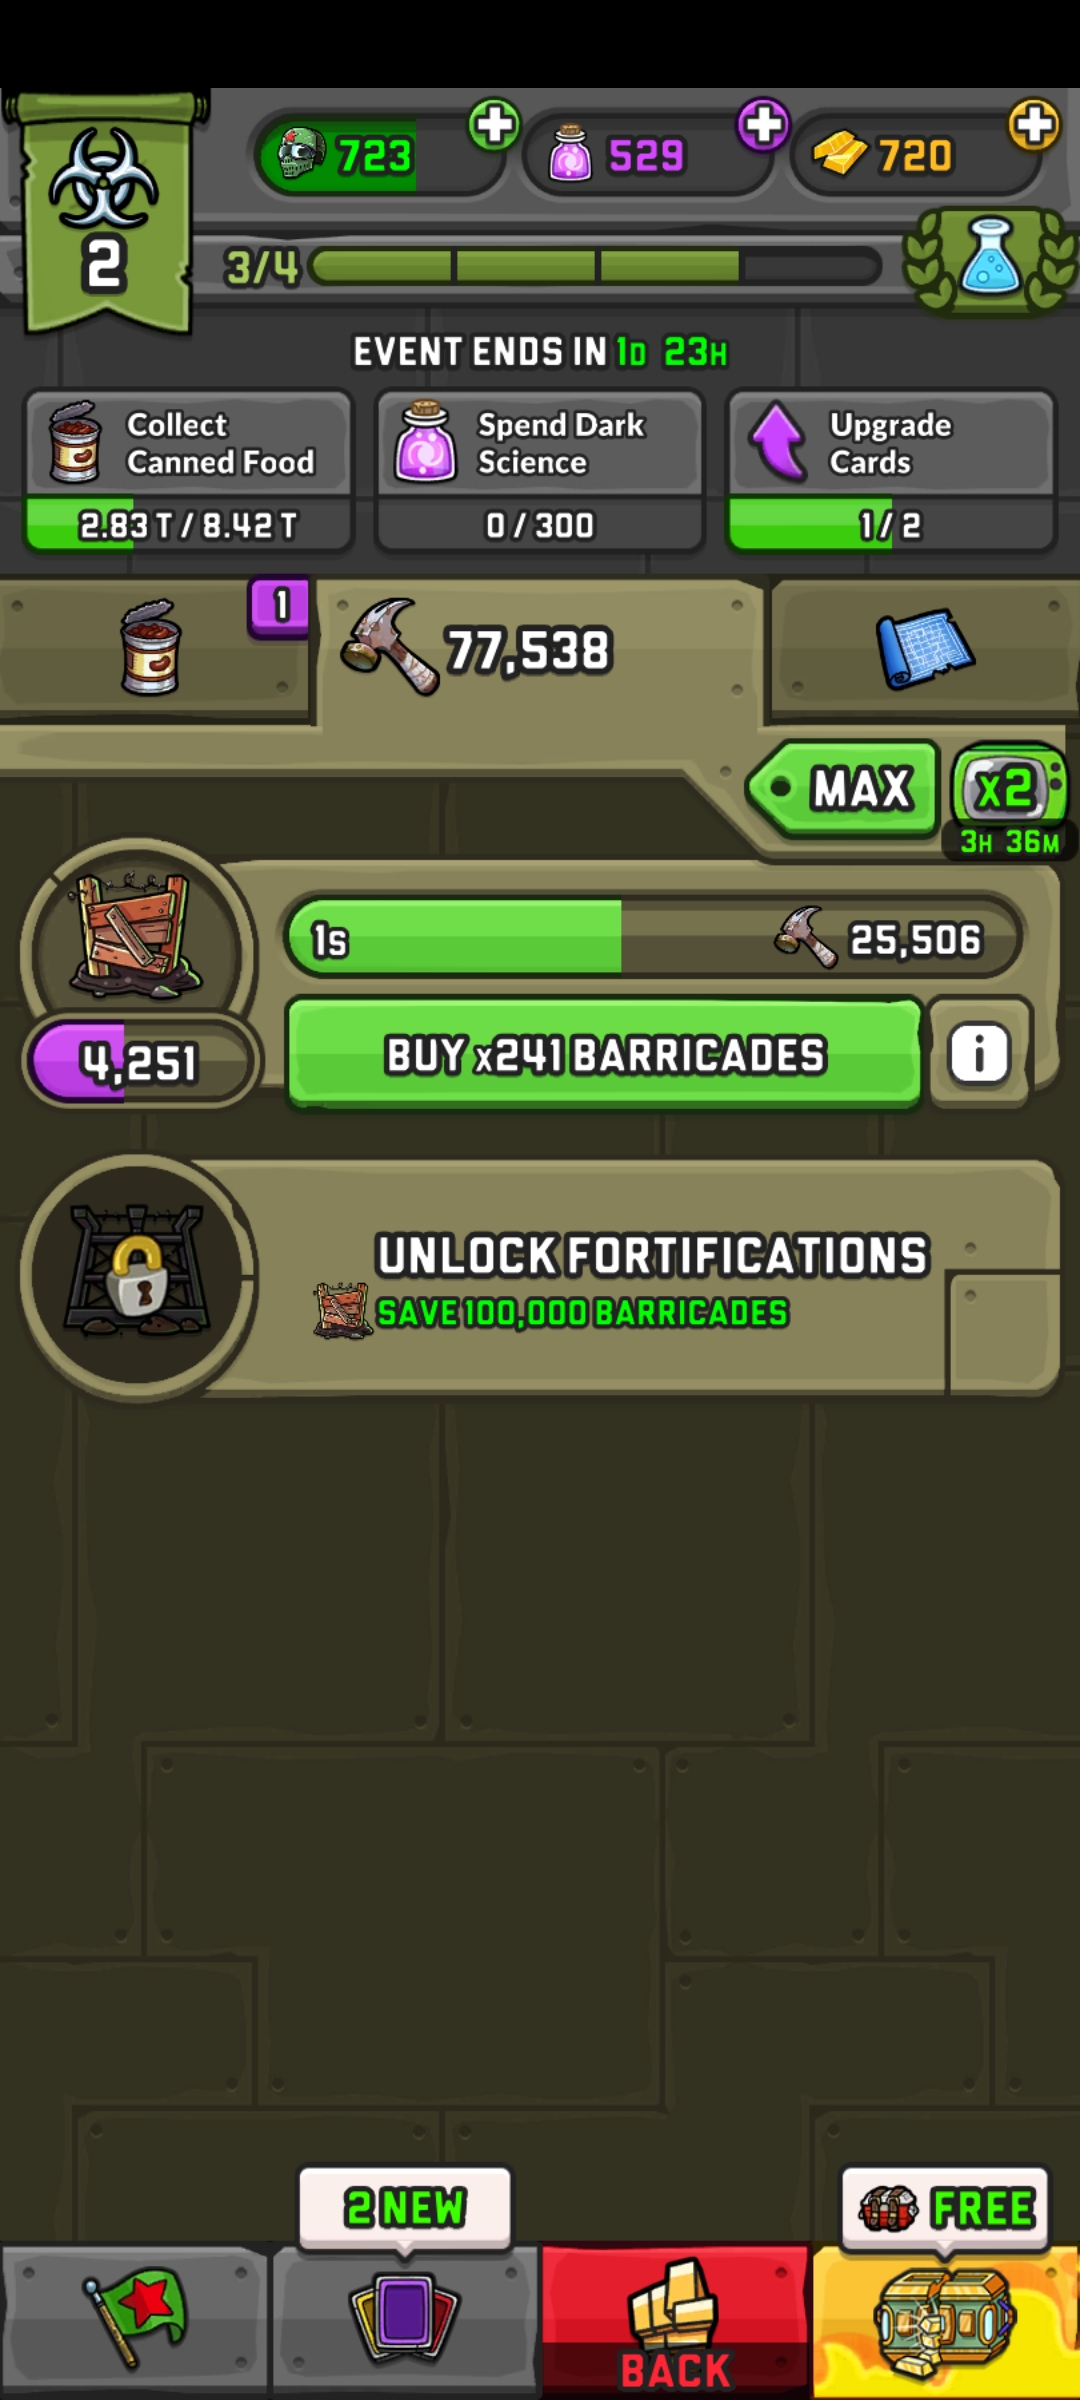 723
529
720
2
3/4
EVENT ENDS IN 1D 23H
Collect
Canned Food
2.83 T / 8.42 T
Spend Dark
Science
0 / 300
Upgrade
Cards
1 / 2
1
77,538
MAX
x2
3H 36M
1s
25,506
4,251
BUY x241 BARRICADES
i
UNLOCK FORTIFICATIONS
SAVE 100,000 BARRICADES
2 NEW
FREE
BACK